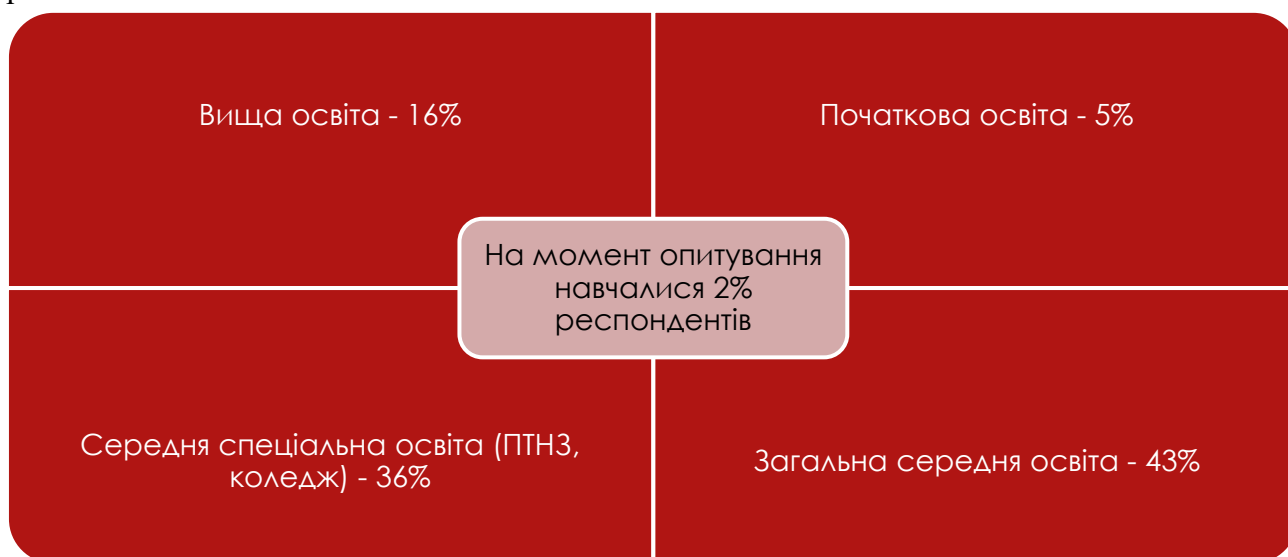 Вища освіта - 16%
Початкова освіта - 5%
На момент опитування
навчалися 2%
респондентів
Середня спеціальна освіта (ПТНЗ,
коледж) - 36%
Загальна середня освіта - 43%